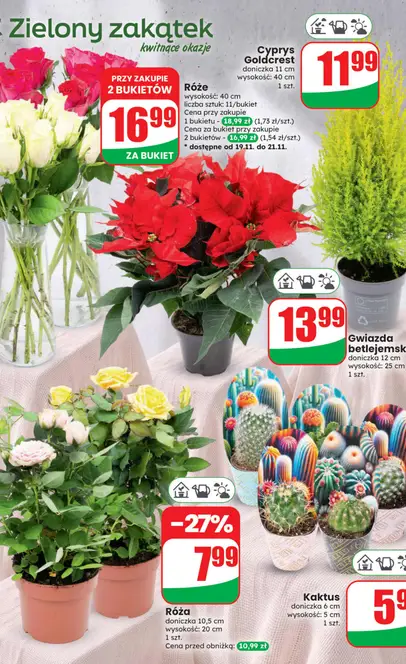 Zielony zakątek
kwitnące okazje
PRZY ZAKUPIE
2 BUKIETÓW
16 99
ZA BUKIET
Róże
wysokość: 40 cm
liczba sztuk: 11/bukiet
Cena przy zakupie
1 bukietu - 18,99 zł (1,73 zł/szt.)
Cena za bukiet przy zakupie
2 bukietów - 16,99 zł (1,54 zł/szt.)
* dostępne od 19.11. do 21.11.
Cyprys
Goldcrest
doniczka 11 cm
wysokość: 40 cm
1 szt.
11 99
13 99
Gwiazda
betlejemsk
doniczka 12 cm
wysokość: 25 cm
1 szt.
-27%
7 99
Róża
doniczka 10,5 cm
wysokość: 20 cm
1 szt.
Cena przed obniżką: 10,99 zł
Kaktus
doniczka 6 cm
wysokość: 5 cm
1 szt.
5